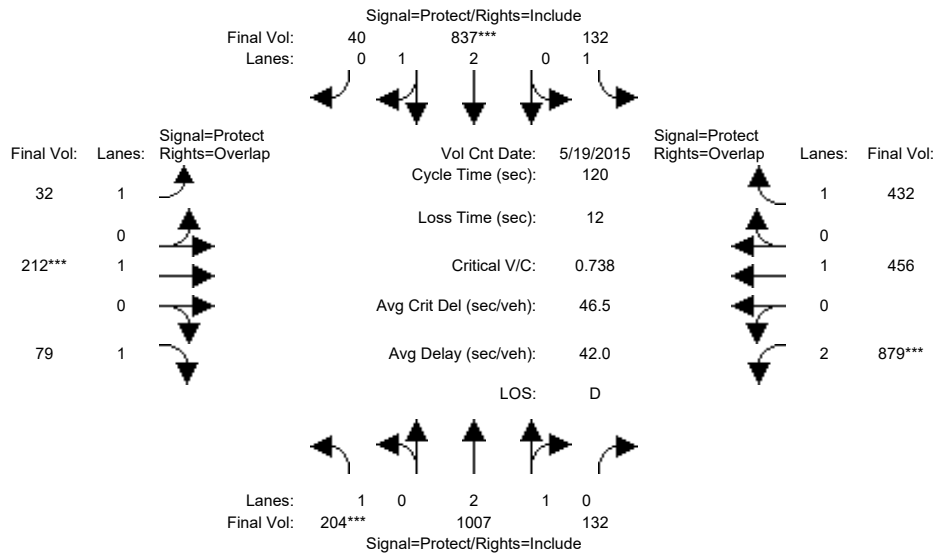 Signal=Protect/Rights=Include
Final Vol: 40 837*** 132
Lanes: 0 1 2 0 1
Signal=Protect Signal=Protect
Final Vol: Lanes: Rights=Overlap Vol Cnt Date: 5/19/2015 Rights=Overlap Lanes: Final Vol:
Cycle Time (sec): 120
32 1 1 432
Loss Time (sec): 12
0 0
212*** 1 Critical V/C: 0.738 1 456
0 Avg Crit Del (sec/veh): 46.5 0
79 1 Avg Delay (sec/veh): 42.0 2 879***
LOS: D
Lanes: 1 0 2 1 0
Final Vol: 204*** 1007 132
Signal=Protect/Rights=Include